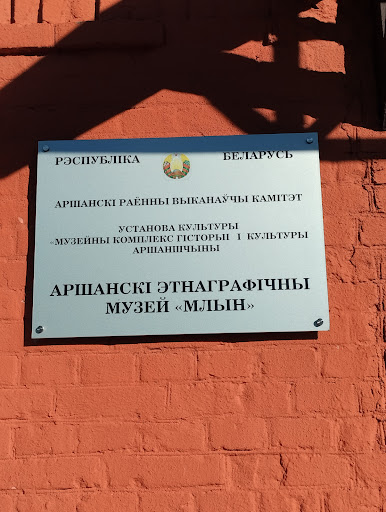 РЭСПУБЛІКА БЕЛАРУСЬ
АРШАНСКІ РАЁННЫ ВЫКАНАЎЧЫ КАМІТЭТ
УСТАНОВА КУЛЬТУРЫ
«МУЗЕЙНЫ КОМПЛЕКС ГІСТОРЫІ І КУЛЬТУРЫ
АРШАНШЧЫНЫ
АРШАНСКІ ЭТНАГРАФІЧНЫ
МУЗЕЙ «МЛЫН»